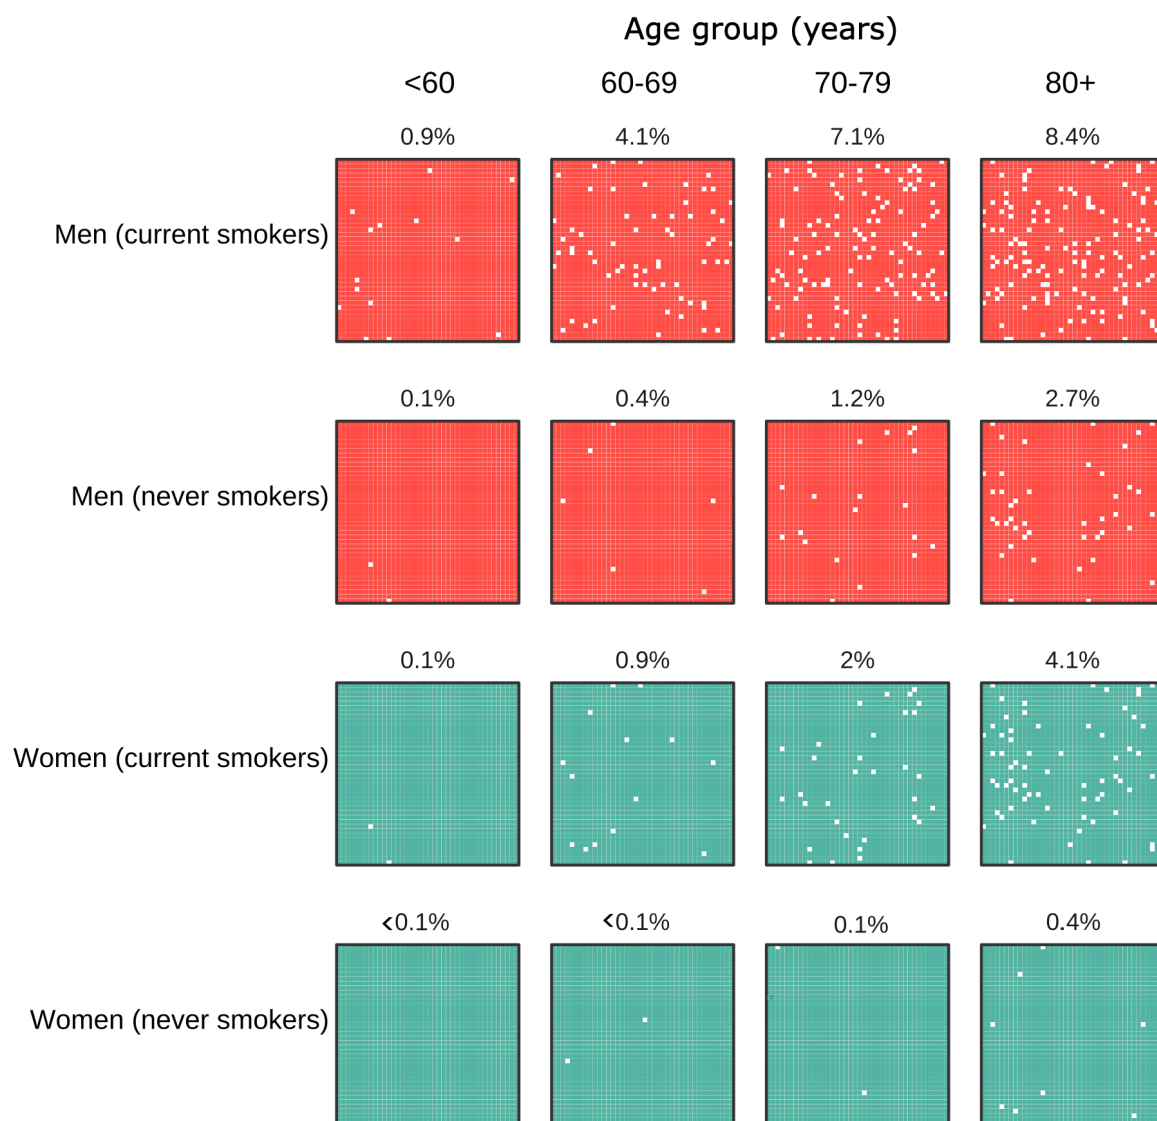 Age group (years)
<60 60-69 70-79 80+
0.9% 4.1% 7.1% 8.4%
Men (current smokers)
0.1% 0.4% 1.2% 2.7%
Men (never smokers)
0.1% 0.9% 2% 4.1%
Women (current smokers)
<0.1% <0.1% 0.1% 0.4%
Women (never smokers)